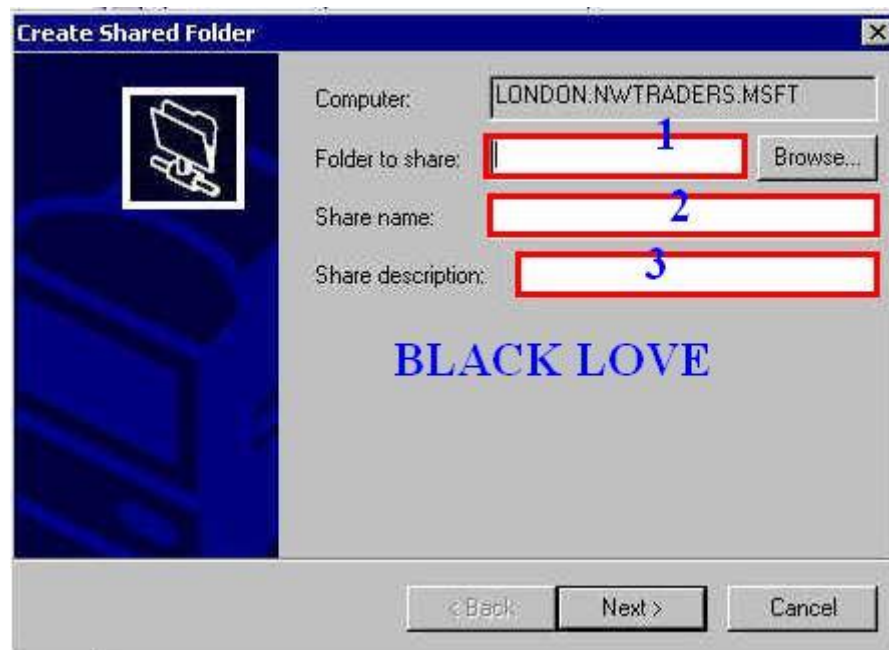 Create Shared Folder
Computer: LONDON.NWTRADERS.MSFT
Folder to share: 1 Browse...
Share name: 2
Share description: 3
BLACK LOVE
< Back Next > Cancel